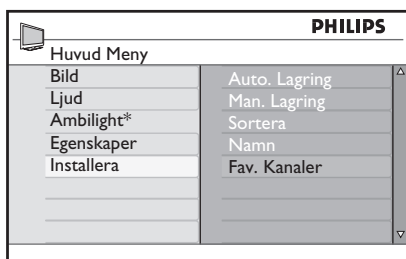 PHILIPS
Huvud Meny
Bild
Ljud
Ambilight*
Egenskaper
Installera
Auto. Lagring
Man. Lagring
Sortera
Namn
Fav. Kanaler